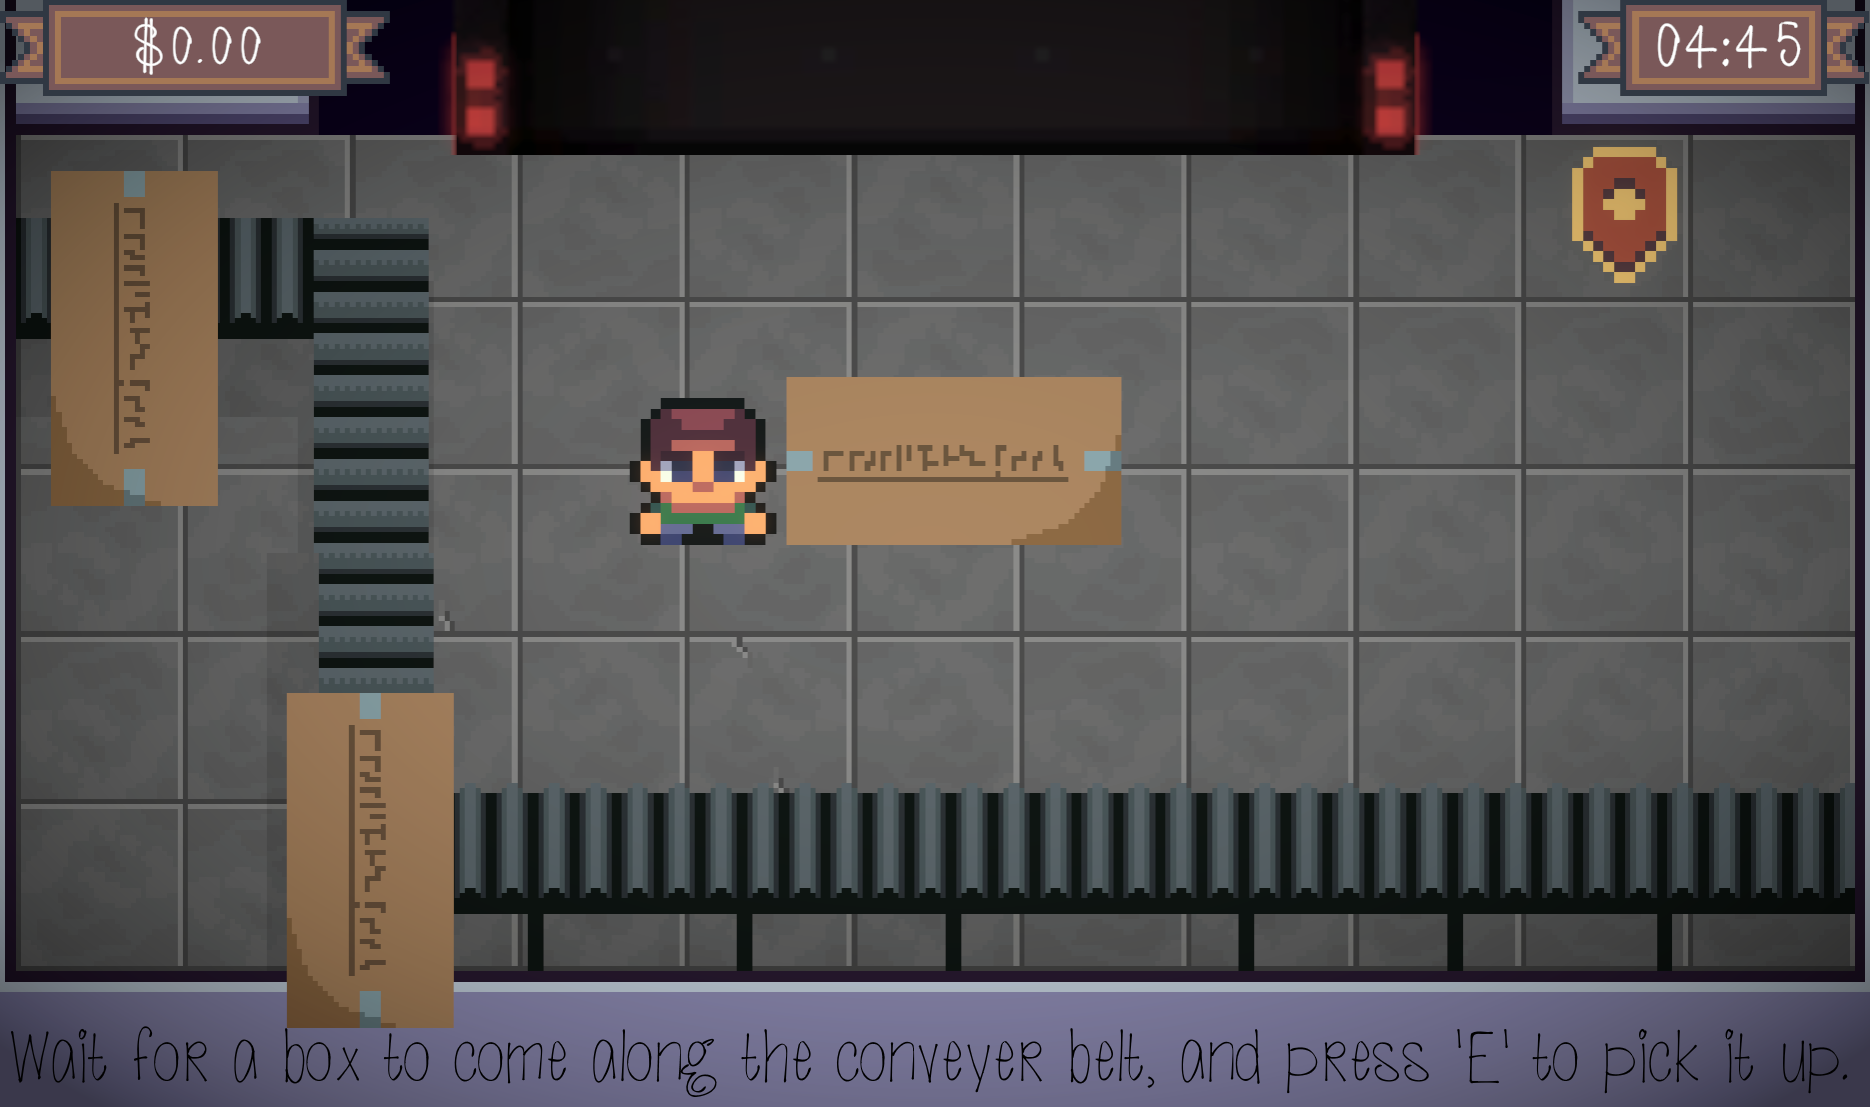 $0.00
04:45
Wait for a box to come along the conveyer belt, and press 'E' to pick it up.